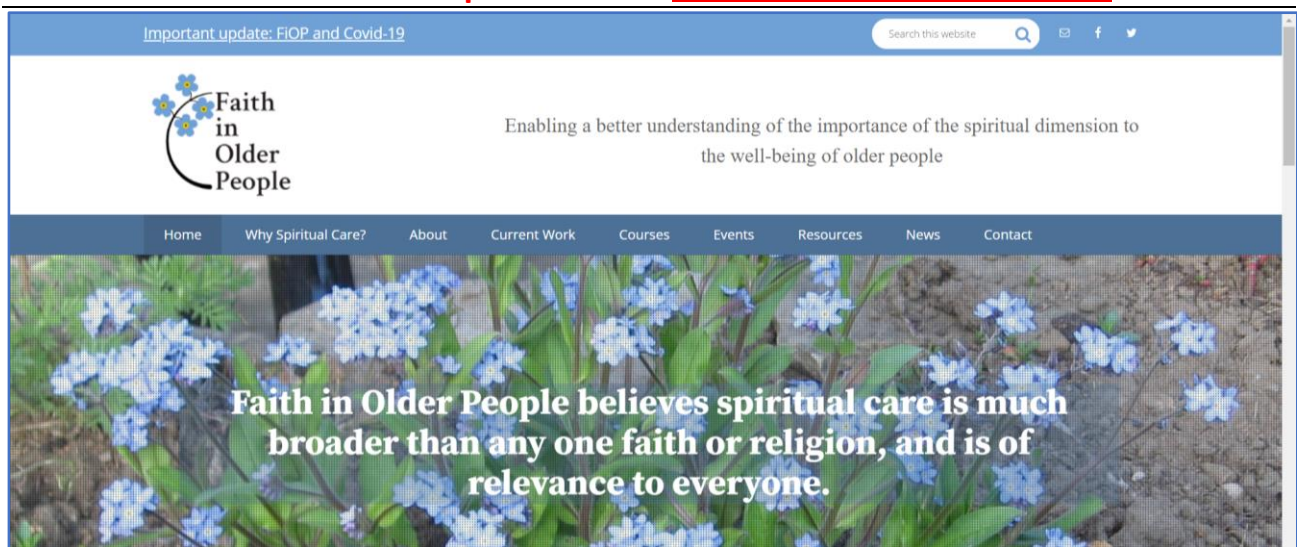 Important update: FiOP and Covid-19
Search this website
Faith
in
Older
People
Enabling a better understanding of the importance of the spiritual dimension to
the well-being of older people
Home Why Spiritual Care? About Current Work Courses Events Resources News Contact
Faith in Older People believes spiritual care is much
broader than any one faith or religion, and is of
relevance to everyone.